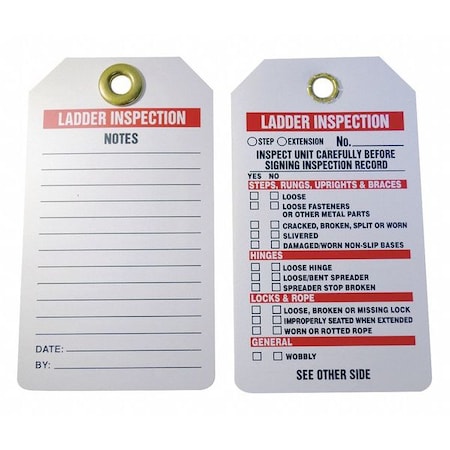 LADDER INSPECTION
NOTES
DATE:
BY:
LADDER INSPECTION
STEP EXTENSION No.
INSPECT UNIT CAREFULLY BEFORE
SIGNING INSPECTION RECORD
YES NO
STEPS, RUNGS, UPRIGHTS & BRACES
LOOSE
LOOSE FASTENERS
OR OTHER METAL PARTS
CRACKED, BROKEN, SPLIT OR WORN
SLIVERED
DAMAGED/WORN NON-SLIP BASES
HINGES
LOOSE HINGE
LOOSE/BENT SPREADER
SPREADER STOP BROKEN
LOCKS & ROPE
LOOSE, BROKEN OR MISSING LOCK
IMPROPERLY SEATED WHEN EXTENDED
WORN OR ROTTED ROPE
GENERAL
WOBBLY
SEE OTHER SIDE